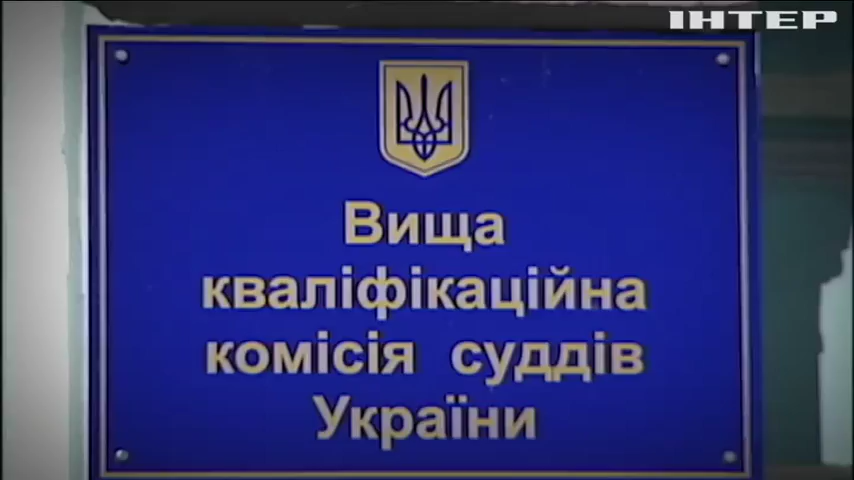 ІНТЕР
Вища
кваліфікаційна
комісія суддів
України